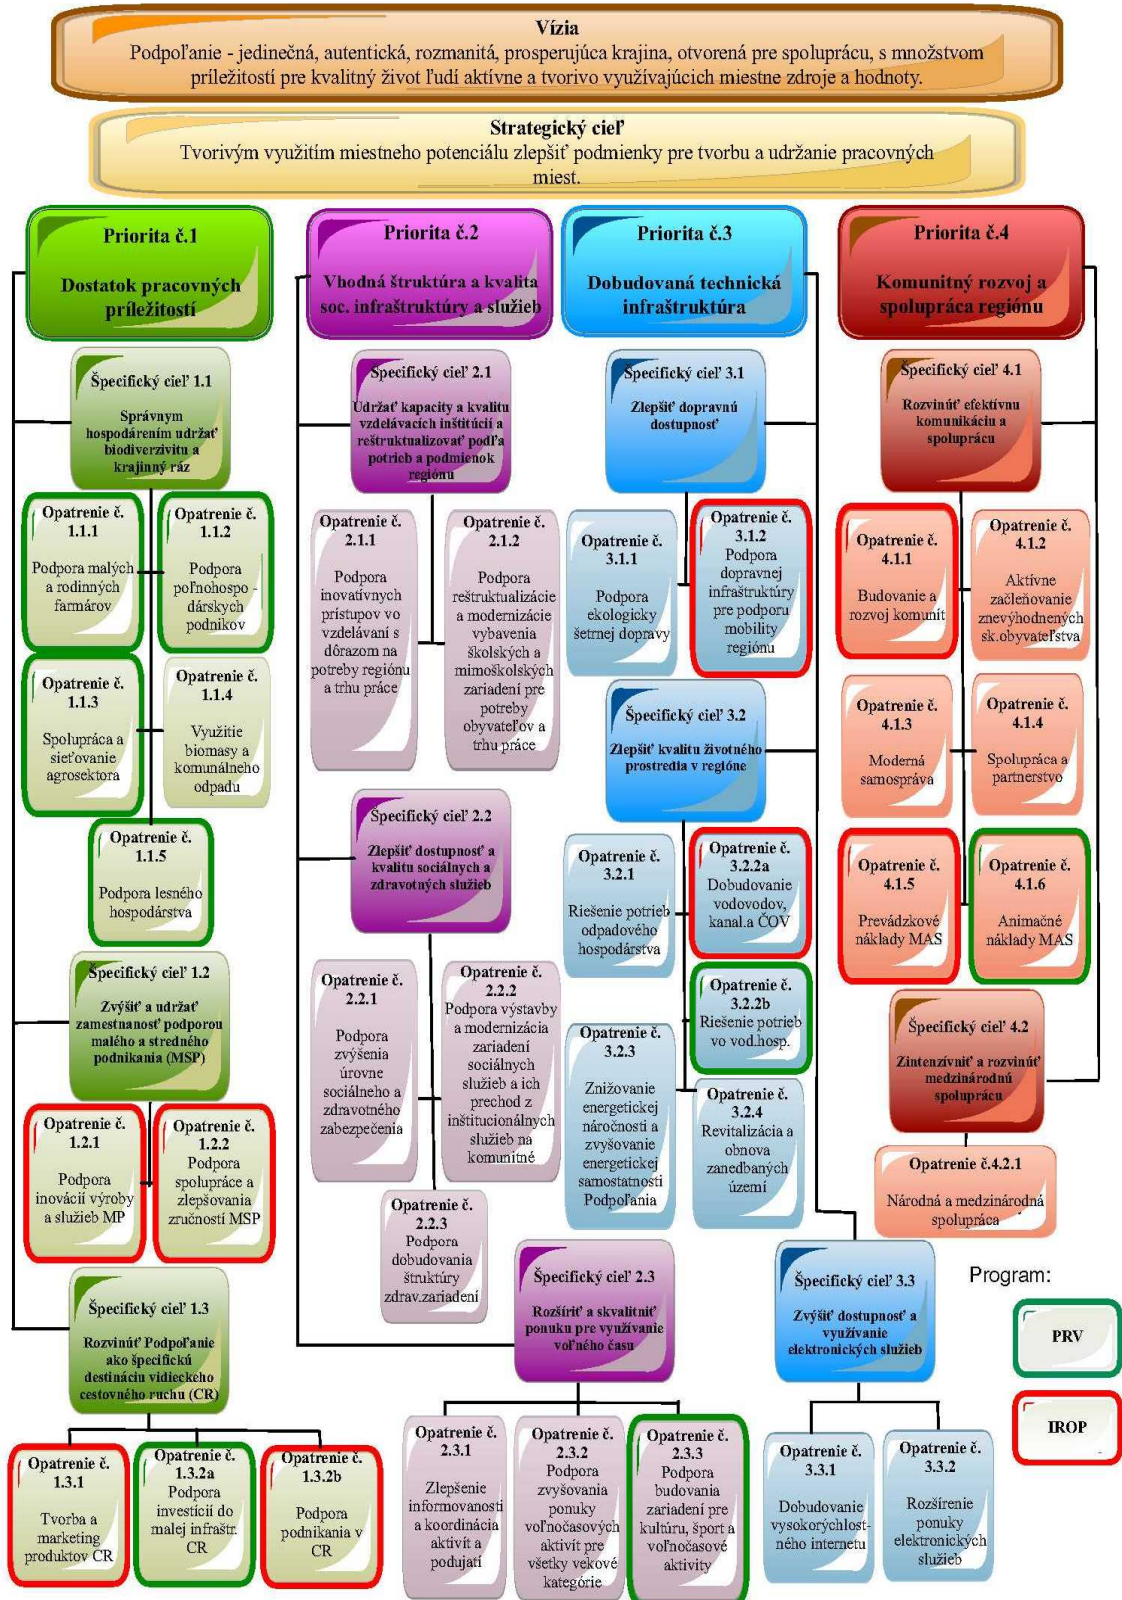 Vízia
Podpoľanie - jedinečná, autentická, rozmanitá, prosperujúca krajina, otvorená pre spoluprácu, s množstvom
príležitostí pre kvalitný život ľudí aktívne a tvorivo využívajúcich miestne zdroje a hodnoty.
Strategický cieľ
Tvorivým využitím miestneho potenciálu zlepšiť podmienky pre tvorbu a udržanie pracovných
miest.
Priorita č.1
Dostatok pracovných
príležitostí
Špecifický cieľ 1.1
Správnym
hospodárením udržať
biodiverzivitu a
krajinný ráz
Opatrenie č.
1.1.1
Podpora malých
a rodinných
farmárov
Opatrenie č.
1.1.2
Podpora
poľnohospo -
dárskych
podnikov
Opatrenie č.
1.1.3
Spolupráca a
sieťovanie
agrosektora
Opatrenie č.
1.1.4
Využitie
biomasy a
komunálneho
odpadu
Opatrenie č.
1.1.5
Podpora lesného
hospodárstva
Špecifický cieľ 1.2
Zvýšiť a udržať
zamestnanosť podporou
malého a stredného
podnikania (MSP)
Opatrenie č.
1.2.1
Podpora
inovácií výroby
a služieb MP
Opatrenie č.
1.2.2
Podpora
spolupráce a
zlepšovania
zručností MSP
Špecifický cieľ 1.3
Rozvinúť Podpoľanie
ako špecifickú
destináciu vidieckeho
cestovného ruchu (CR)
Opatrenie č.
1.3.1
Tvorba a
marketing
produktov CR
Opatrenie č.
1.3.2a
Podpora
investícií do
malej infraštr.
CR
Opatrenie č.
1.3.2b
Podpora
podnikania v
CR
Priorita č.2
Vhodná štruktúra a kvalita
soc. infraštruktúry a služieb
Špecifický cieľ 2.1
Udržať kapacity a kvalitu
vzdelávacích inštitúcií a
reštruktualizovať podľa
potrieb a podmienok
regiónu
Opatrenie č.
2.1.1
Podpora
inovatívnych
prístupov vo
vzdelávaní s
dôrazom na
potreby regiónu
a trhu práce
Opatrenie č.
2.1.2
Podpora
reštruktualizácie
a modernizácie
vybavenia
školských a
mimoškolských
zariadení pre
potreby
obyvateľov a
trhu práce
Špecifický cieľ 2.2
Zlepšiť dostupnosť a
kvalitu sociálnych a
zdravotných služieb
Opatrenie č.
2.2.1
Podpora
zvýšenia
úrovne
sociálneho a
zdravotného
zabezpečenia
Opatrenie č.
2.2.2
Podpora výstavby
a modernizácia
zariadení
sociálnych
služieb a ich
prechod z
inštitucionálnych
služieb na
komunitné
Opatrenie č.
2.2.3
Podpora
dobudovania
štruktúry
zdrav.zariadení
Špecifický cieľ 2.3
Rozšíriť a skvalitniť
ponuku pre využívanie
voľného času
Opatrenie č.
2.3.1
Zlepšenie
informovanosti
a koordinácia
aktivít a
podujatí
Opatrenie č.
2.3.2
Podpora
zvyšovania
ponuky
voľnočasových
aktivít pre
všetky vekové
kategórie
Opatrenie č.
2.3.3
Podpora
budovania
zariadení pre
kultúru, šport a
voľnočasové
aktivity
Priorita č.3
Dobudovaná technická
infraštruktúra
Špecifický cieľ 3.1
Zlepšiť dopravnú
dostupnosť
Opatrenie č.
3.1.1
Podpora
ekologicky
šetrnej dopravy
Opatrenie č.
3.1.2
Podpora
dopravnej
infraštruktúry
pre podporu
mobility
regiónu
Špecifický cieľ 3.2
Zlepšiť kvalitu životného
prostredia v regióne
Opatrenie č.
3.2.1
Riešenie potrieb
odpadového
hospodárstva
Opatrenie č.
3.2.2a
Dobudovanie
vodovodov,
kanal.a ČOV
Opatrenie č.
3.2.2b
Riešenie potrieb
vo vod.hosp.
Opatrenie č.
3.2.3
Znižovanie
energetickej
náročnosti a
zvyšovanie
energetickej
samostatnosti
Podpoľania
Opatrenie č.
3.2.4
Revitalizácia a
obnova
zanedbaných
území
Špecifický cieľ 3.3
Zvýšiť dostupnosť a
využívanie
elektronických služieb
Opatrenie č.
3.3.1
Dobudovanie
vysokorýchlost-
ného internetu
Opatrenie č.
3.3.2
Rozšírenie
ponuky
elektronických
služieb
Priorita č.4
Komunitný rozvoj a
spolupráca regiónu
Špecifický cieľ 4.1
Rozvinúť efektívnu
komunikáciu a
spoluprácu
Opatrenie č.
4.1.1
Budovanie a
rozvoj komunít
Opatrenie č.
4.1.2
Aktívne
začleňovanie
znevýhodnených
sk.obyvateľstva
Opatrenie č.
4.1.3
Moderná
samospráva
Opatrenie č.
4.1.4
Spolupráca a
partnerstvo
Opatrenie č.
4.1.5
Prevádzkové
náklady MAS
Opatrenie č.
4.1.6
Animačné
náklady MAS
Špecifický cieľ 4.2
Zintenzívniť a rozvinúť
medzinárodnú
spoluprácu
Opatrenie č.4.2.1
Národná a medzinárodná
spolupráca
Program:
PRV
IROP